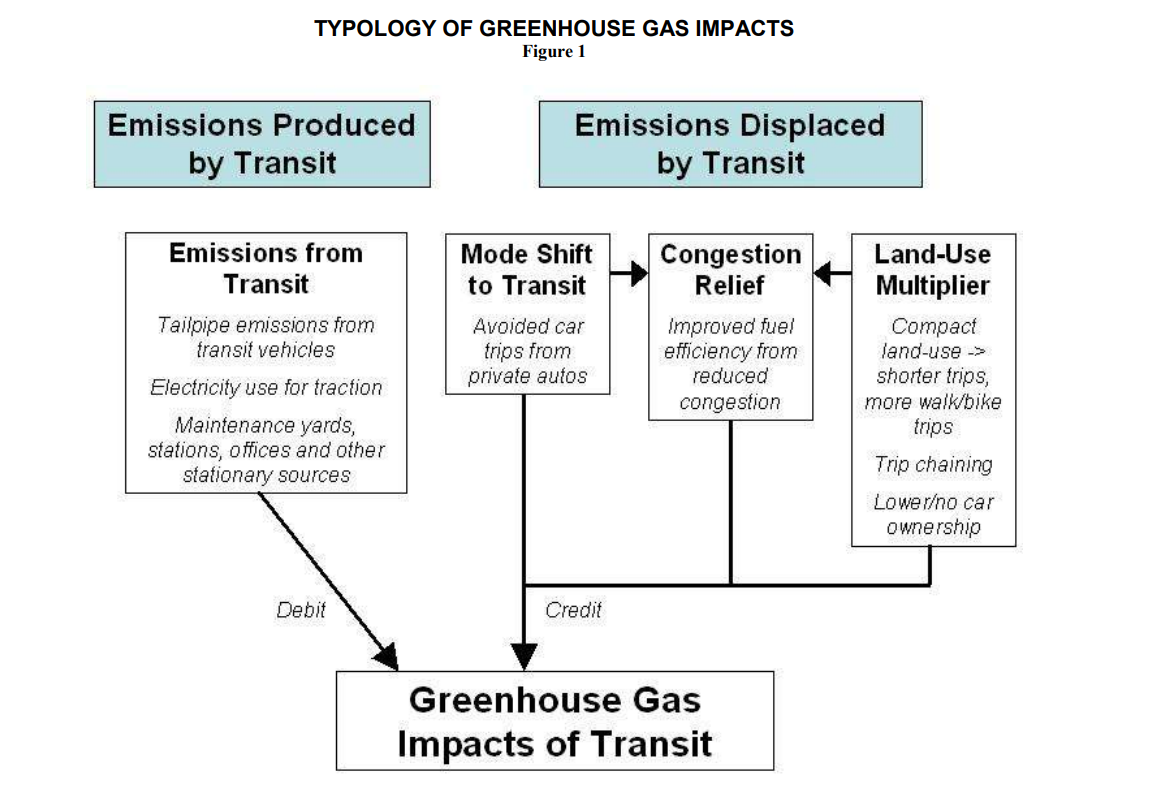 TYPOLOGY OF GREENHOUSE GAS IMPACTS
Figure 1
Emissions Produced
by Transit
Emissions Displaced
by Transit
Emissions from
Transit
Tailpipe emissions from
transit vehicles
Electricity use for traction
Maintenance yards,
stations, offices and other
stationary sources
Mode Shift
to Transit
Avoided car
trips from
private autos
Congestion
Relief
Improved fuel
efficiency from
reduced
congestion
Land-Use
Multiplier
Compact
land-use ->
shorter trips,
more walk/bike
trips
Trip chaining
Lower/no car
ownership
Debit
Credit
Greenhouse Gas
Impacts of Transit